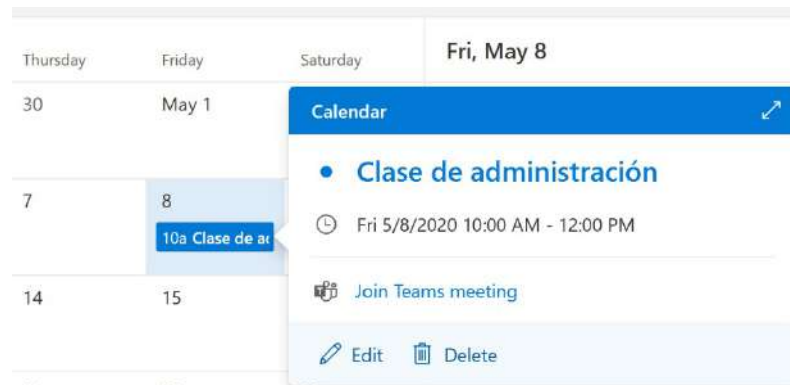 Thursday Friday Saturday Fri, May 8
30 May 1
Calendar
Clase de administración
7 8
Fri 5/8/2020 10:00 AM - 12:00 PM
10a Clase de
Join Teams meeting
14 15
Edit Delete